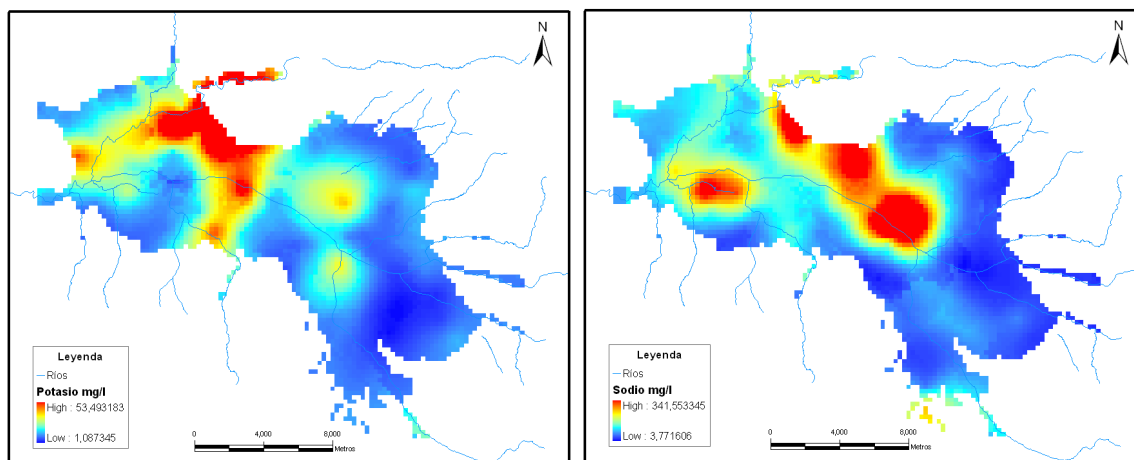 N
Leyenda
Ríos
Potasio mg/l
High : 53,493183
Low : 1,087345
0 4,000 8,000
Metros
N
Leyenda
Ríos
Sodio mg/l
High : 341,553345
Low : 3,771606
0 4,000 8,000
Metros